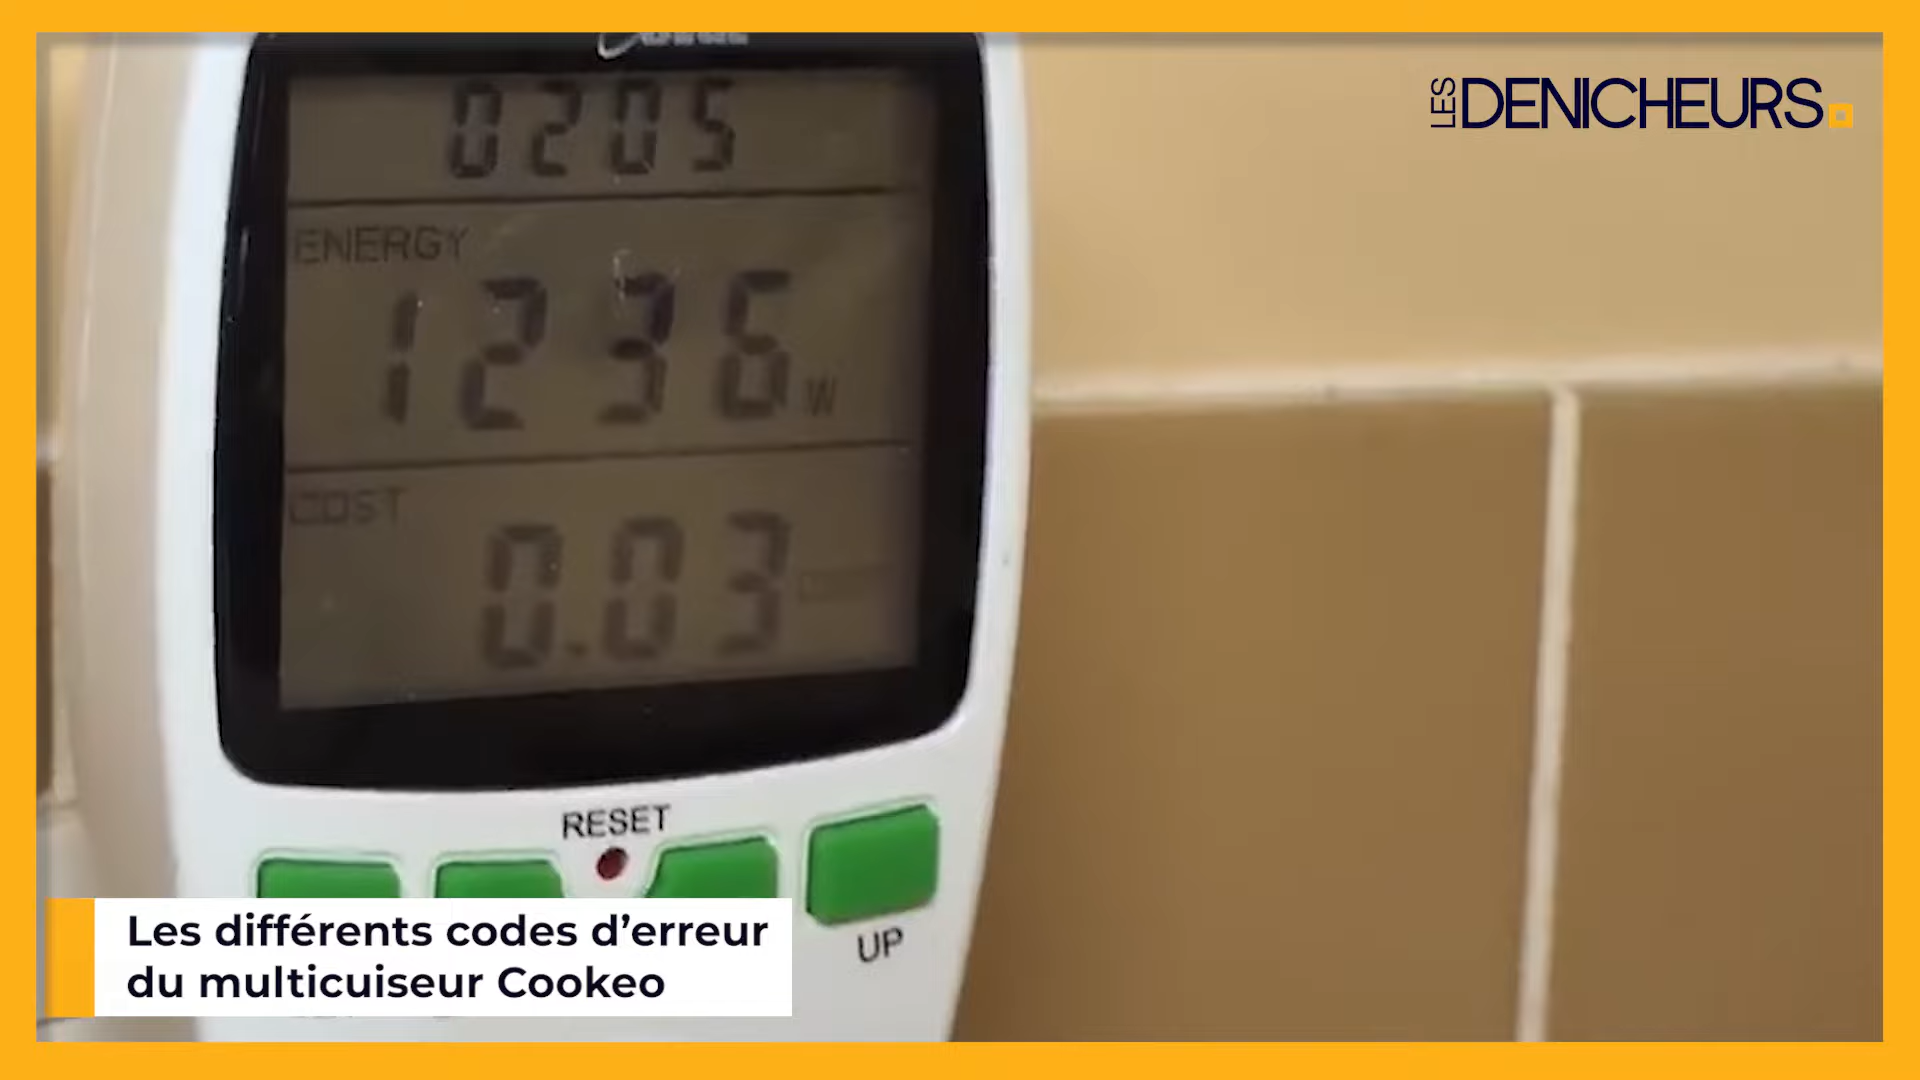 LES DENICHEURS
0205
ENERGY
1236 W
COST
0.03
RESET
UP
Les différents codes d’erreur
du multicuiseur Cookeo